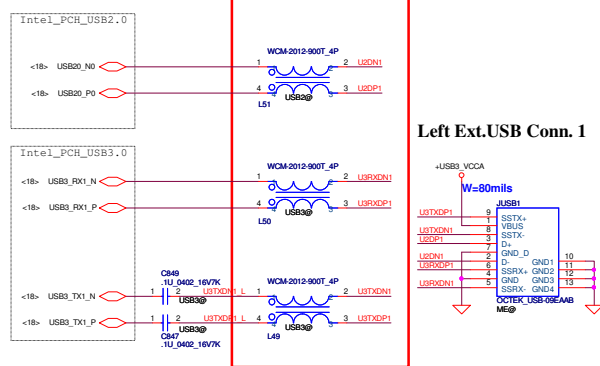 Intel_PCH_USB2.0
WCM-2012-900T_4P
<18> USB20_N0 1 2 U2DN1
<18> USB20_P0 4 3 U2DP1
USB2@
L51
Left Ext.USB Conn. 1
Intel_PCH_USB3.0
WCM-2012-900T_4P
<18> USB3_RX1_N 1 2 U3RXDN1
<18> USB3_RX1_P 4 3 U3RXDP1
USB3@
L50
+USB3_VCCA
W=80mils
JUSB1
U3TXDP1 9 SSTX+
1 VBUS
U3TXDN1 8 SSTX-
U2DP1 3 D+
7 GND_D
U2DN1 2 D- GND1 10
U3RXDP1 6 SSRX+ GND2 11
4 GND GND3 12
U3RXDN1 5 SSRX- GND4 13
OCTEK_USB-09EAAB
ME@
C849
.1U_0402_16V7K
WCM-2012-900T_4P
<18> USB3_TX1_N 1 2 U3TXDN1_L 1 2 U3TXDN1
USB3@
<18> USB3_TX1_P 1 2 U3TXDP1_L 4 3 U3TXDP1
USB3@ USB3@
C847 L49
.1U_0402_16V7K